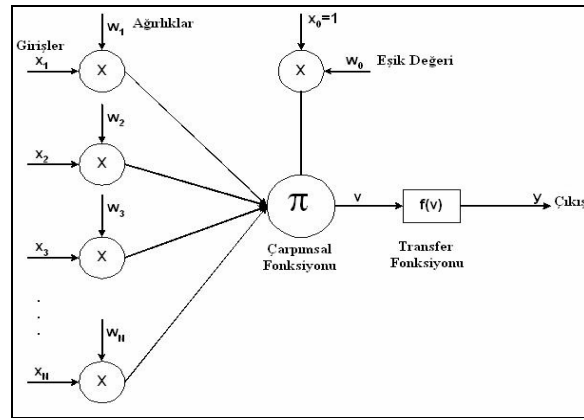 w1 Ağırlıklar
x0=1
Girişler
x1
X
X
w0
Eşik Değeri
w2
x2
X
w3
π
v
f(v)
y
Çıkış
x3
X
Çarpımsal
Fonksiyonu
Transfer
Fonksiyonu
.
.
.
wN
xN
X